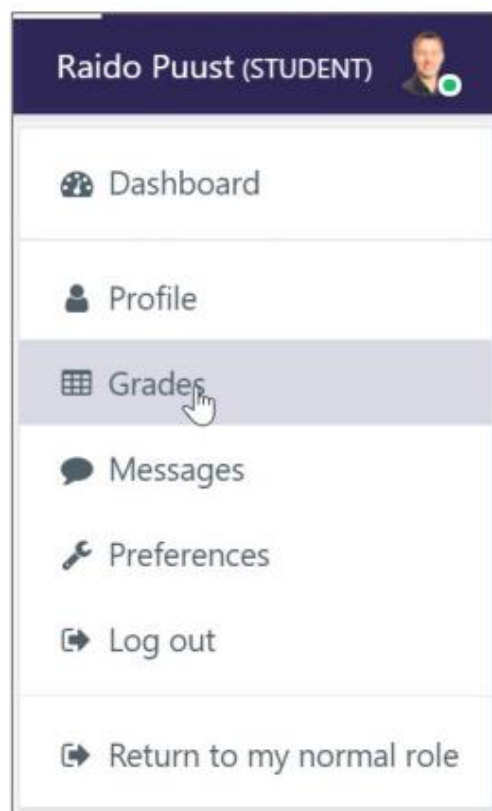 Raido Puust (STUDENT)
Dashboard
Profile
Grades
Messages
Preferences
Log out
Return to my normal role